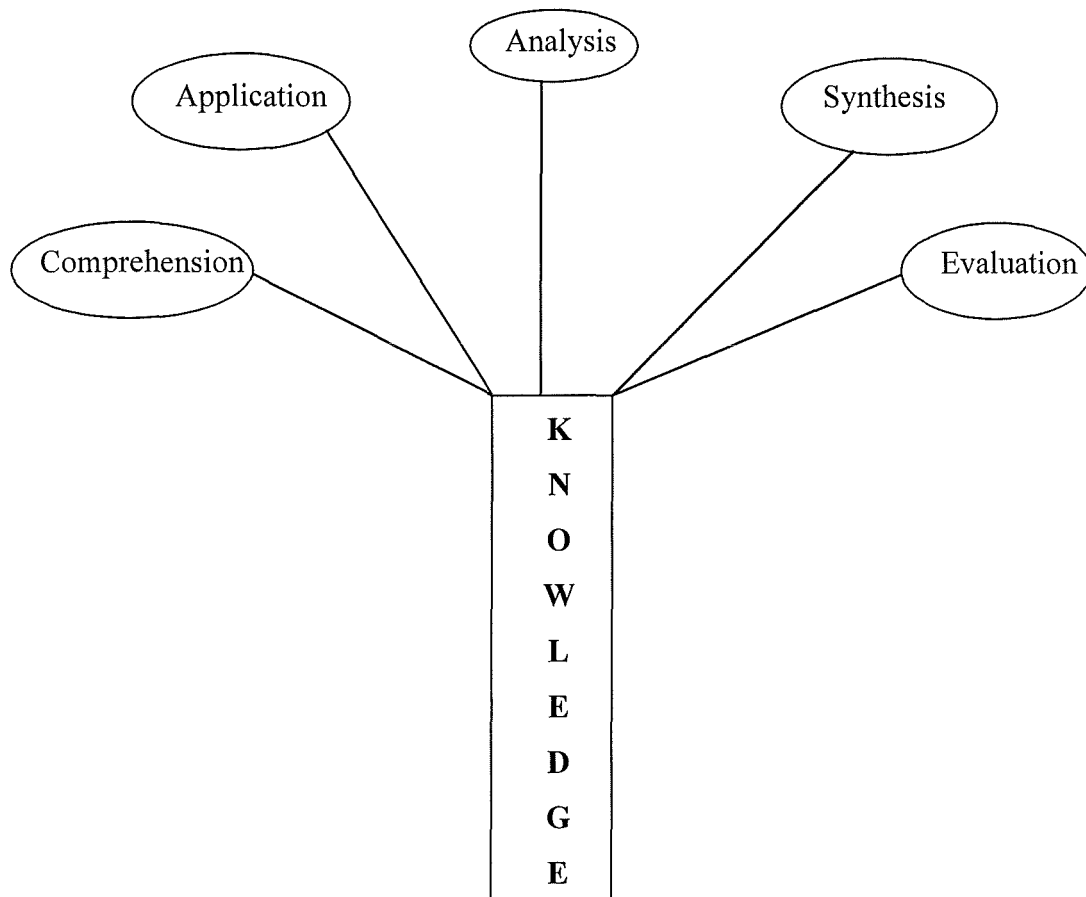 Analysis
Application
Synthesis
Comprehension
Evaluation
K
N
O
W
L
E
D
G
E